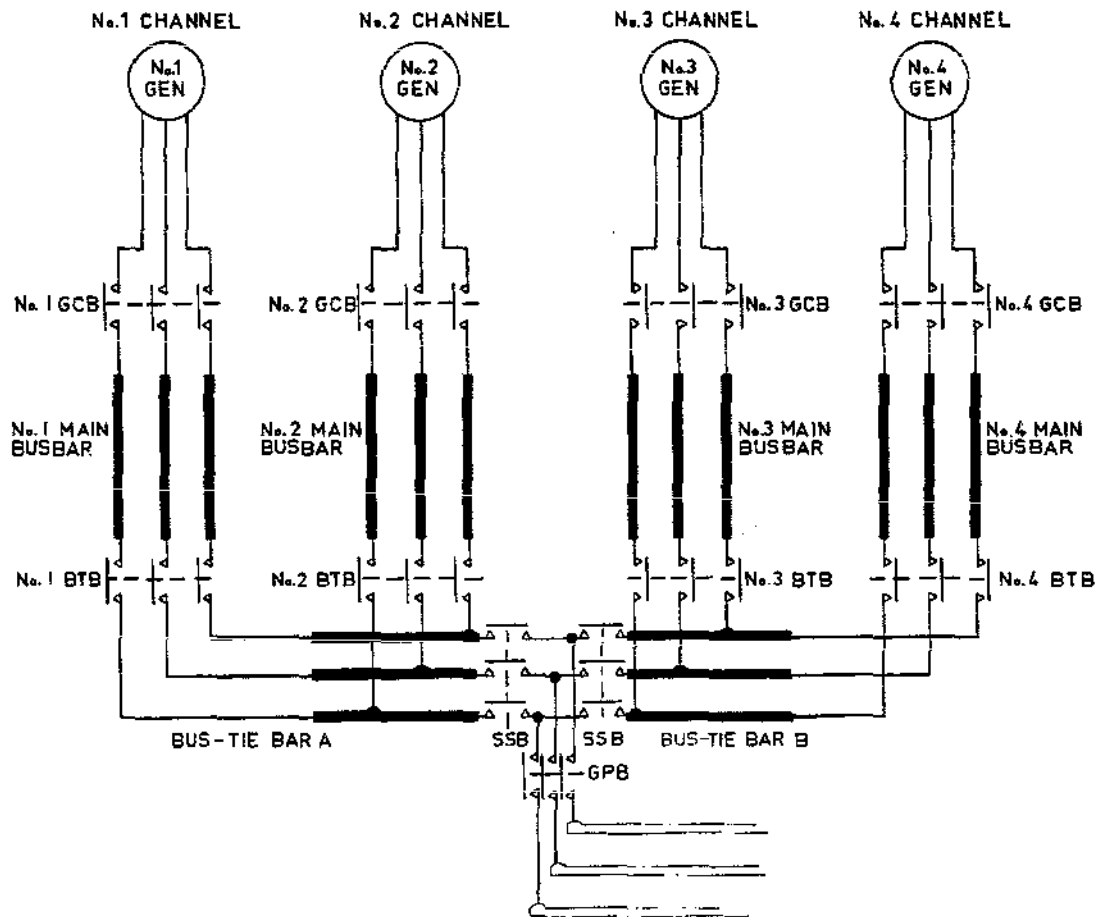 No.1 CHANNEL
No.2 CHANNEL
No.3 CHANNEL
No.4 CHANNEL
No.1
GEN
No.2
GEN
No.3
GEN
No.4
GEN
No.1 GCB
No.2 GCB
No.3 GCB
No.4 GCB
No.1 MAIN
BUSBAR
No.2 MAIN
BUSBAR
No.3 MAIN
BUSBAR
No.4 MAIN
BUSBAR
No.1 BTB
No.2 BTB
No.3 BTB
No.4 BTB
BUS-TIE BAR A
SSB
SSB
BUS-TIE BAR B
GPB